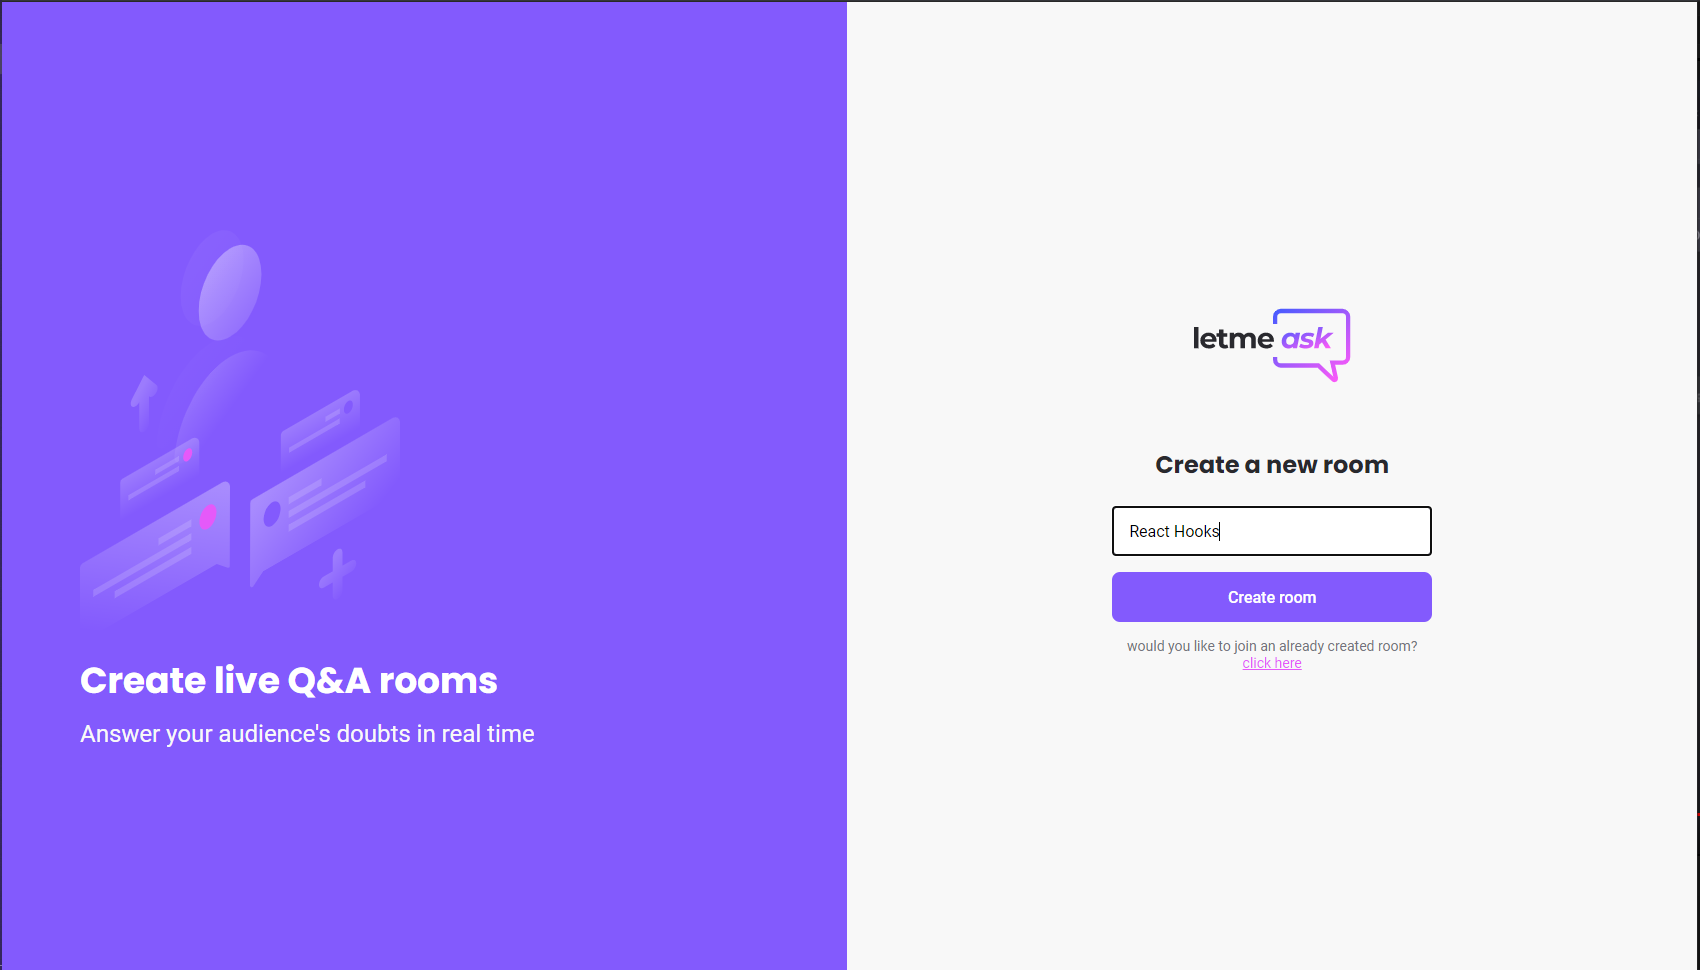 Create live Q&A rooms
Answer your audience's doubts in real time
letme ask
Create a new room
React Hooks
Create room
would you like to join an already created room?
click here